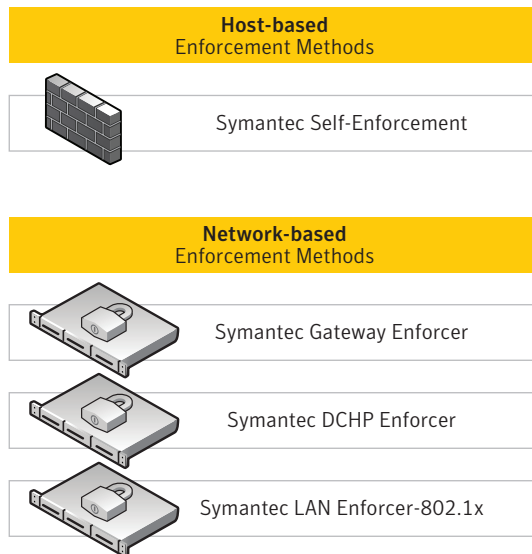 Host-based
Enforcement Methods
Symantec Self-Enforcement
Network-based
Enforcement Methods
Symantec Gateway Enforcer
Symantec DCHP Enforcer
Symantec LAN Enforcer-802.1x